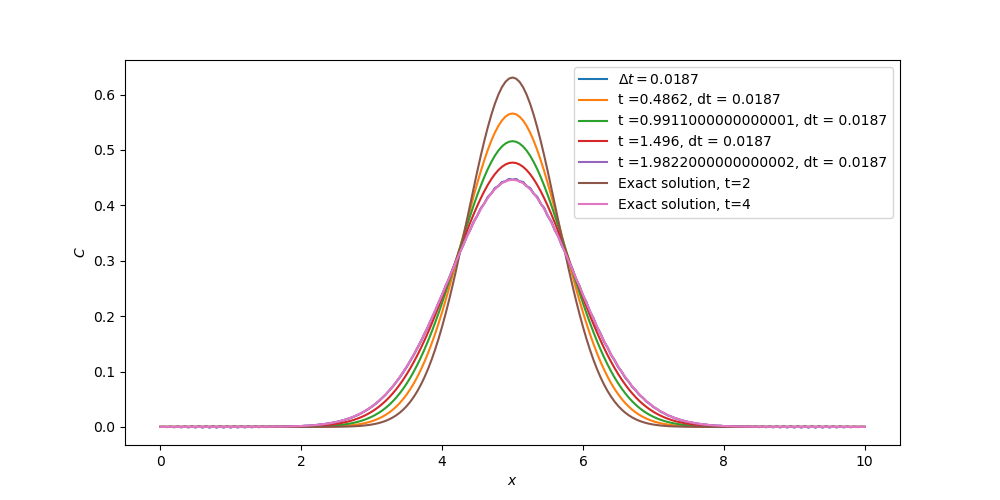 Δt = 0.0187
t =0.4862, dt = 0.0187
t =0.9911000000000001, dt = 0.0187
t =1.496, dt = 0.0187
t =1.9822000000000002, dt = 0.0187
Exact solution, t=2
Exact solution, t=4
0.6
0.5
0.4
0.3
0.2
0.1
0.0
C
0 2 4 6 8 10
x